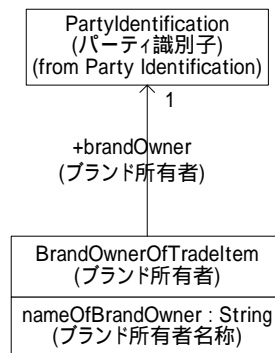 PartyIdentification
(パーティ識別子)
(from Party Identification)
1
+brandOwner
(ブランド所有者)
BrandOwnerOfTradeItem
(ブランド所有者)
nameOfBrandOwner : String
(ブランド所有者名称)